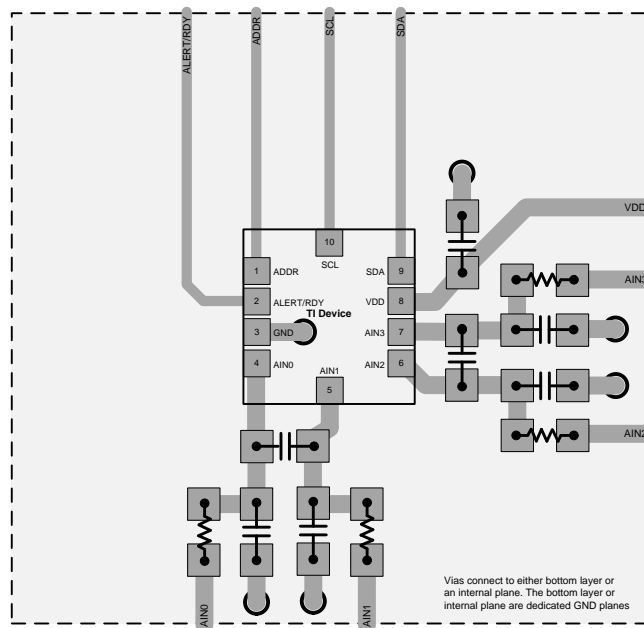 ALERT/RDY
ADDR
SCL
SDA
VDD
10
SCL
1 ADDR
SDA 9
2 ALERT/RDY
VDD 8
TI Device
3 GND
AIN3 7
4 AIN0
AIN2 6
AIN1
5
AIN3
AIN2
AIN0
AIN1
Vias connect to either bottom layer or
an internal plane. The bottom layer or
internal plane are dedicated GND planes